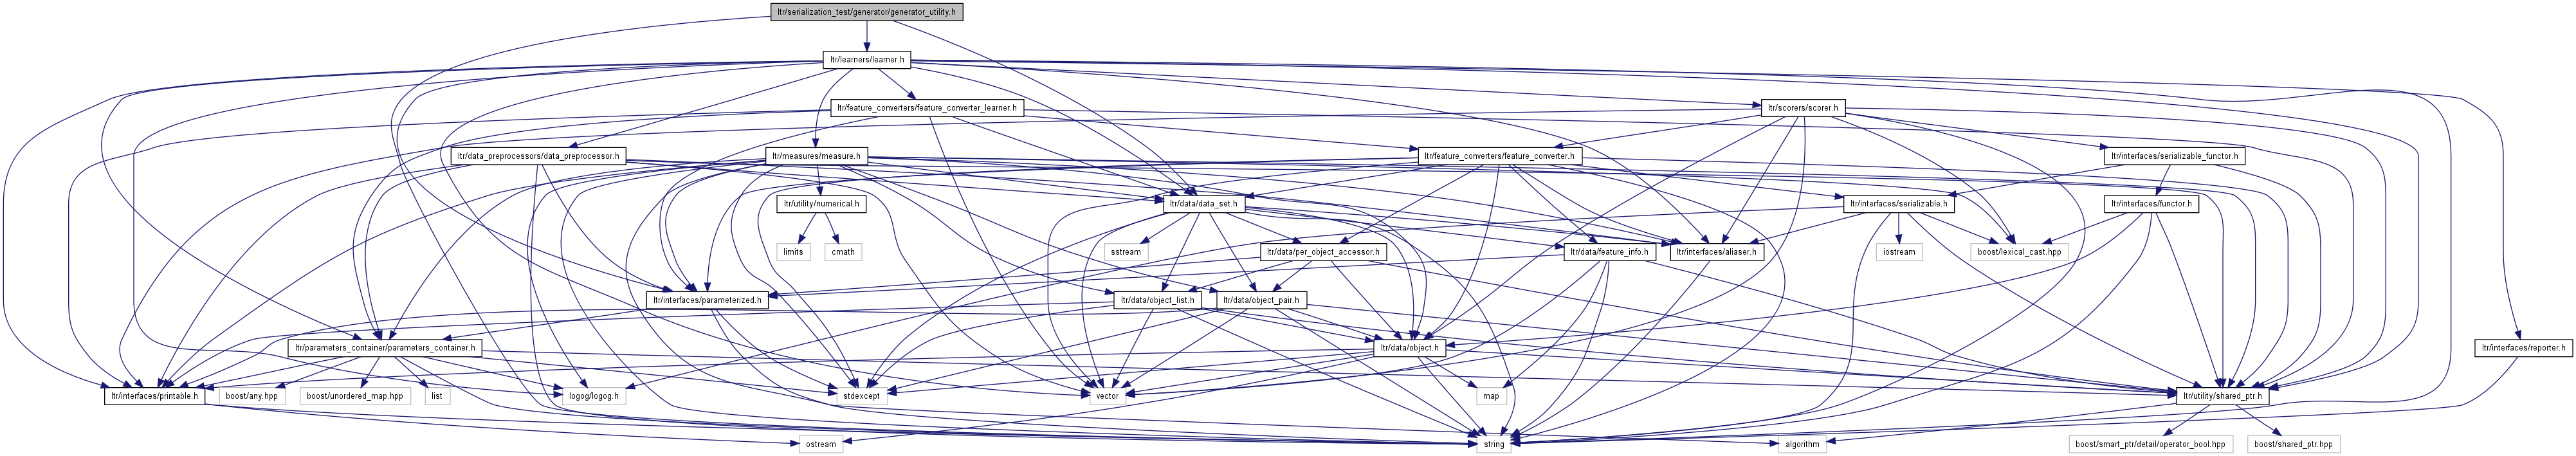 ltr/serialization_test/generator/generator_utility.h
ltr/learners/learner.h
ltr/feature_converters/feature_converter_learner.h
ltr/scorers/scorer.h
ltr/data_preprocessors/data_preprocessor.h
ltr/measures/measure.h
ltr/feature_converters/feature_converter.h
ltr/interfaces/serializable_functor.h
ltr/utility/numerical.h
ltr/data/data_set.h
ltr/interfaces/serializable.h
ltr/interfaces/functor.h
limits
cmath
sstream
ltr/data/per_object_accessor.h
ltr/data/feature_info.h
ltr/interfaces/aliaser.h
iostream
boost/lexical_cast.hpp
ltr/interfaces/parameterized.h
ltr/data/object_list.h
ltr/data/object_pair.h
ltr/parameters_container/parameters_container.h
ltr/data/object.h
ltr/interfaces/reporter.h
ltr/interfaces/printable.h
boost/any.hpp
boost/unordered_map.hpp
list
logog/logog.h
stdexcept
vector
map
ltr/utility/shared_ptr.h
ostream
string
algorithm
boost/smart_ptr/detail/operator_bool.hpp
boost/shared_ptr.hpp